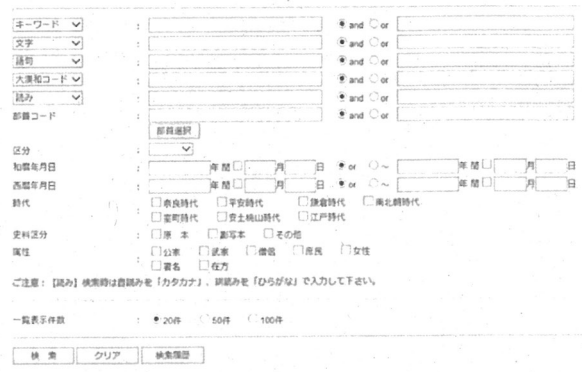 キーワード : and or
文字 : and or
語句 : and or
大漢和コード : and or
読み : and or
部首コード : and or
部首選択
区分 :
和暦年月日 : 年 閏 月 日 or ～ 年 閏 月 日
西暦年月日 : 年 閏 月 日 or ～ 年 閏 月 日
時代 : 奈良時代 平安時代 鎌倉時代 南北朝時代
室町時代 安土桃山時代 江戸時代
史料区分 : 原 本 影写本 その他
属性 : 公家 武家 僧侶 庶民 女性
署名 在方
ご注意：【読み】検索時は音読みを「カタカナ」、訓読みを「ひらがな」で入力して下さい。
一覧表示件数 : 20件 50件 100件
検 索 クリア 検索履歴